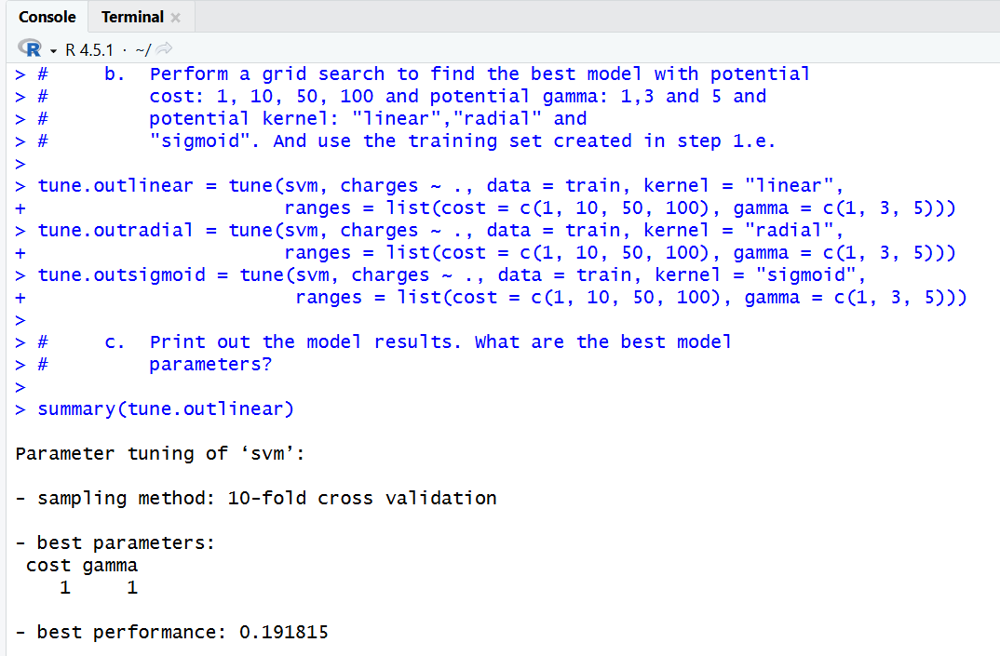 Console Terminal ×
R R 4.5.1 · ~/
> #     b.  Perform a grid search to find the best model with potential
> #         cost: 1, 10, 50, 100 and potential gamma: 1,3 and 5 and
> #         potential kernel: "linear","radial" and
> #         "sigmoid". And use the training set created in step 1.e.
>
> tune.outlinear = tune(svm, charges ~ ., data = train, kernel = "linear",
+                       ranges = list(cost = c(1, 10, 50, 100), gamma = c(1, 3, 5)))
> tune.outradial = tune(svm, charges ~ ., data = train, kernel = "radial",
+                       ranges = list(cost = c(1, 10, 50, 100), gamma = c(1, 3, 5)))
> tune.outsigmoid = tune(svm, charges ~ ., data = train, kernel = "sigmoid",
+                        ranges = list(cost = c(1, 10, 50, 100), gamma = c(1, 3, 5)))
>
> #     c.  Print out the model results. What are the best model
> #         parameters?
>
> summary(tune.outlinear)
Parameter tuning of ‘svm’:
- sampling method: 10-fold cross validation
- best parameters:
 cost gamma
    1     1
- best performance: 0.191815